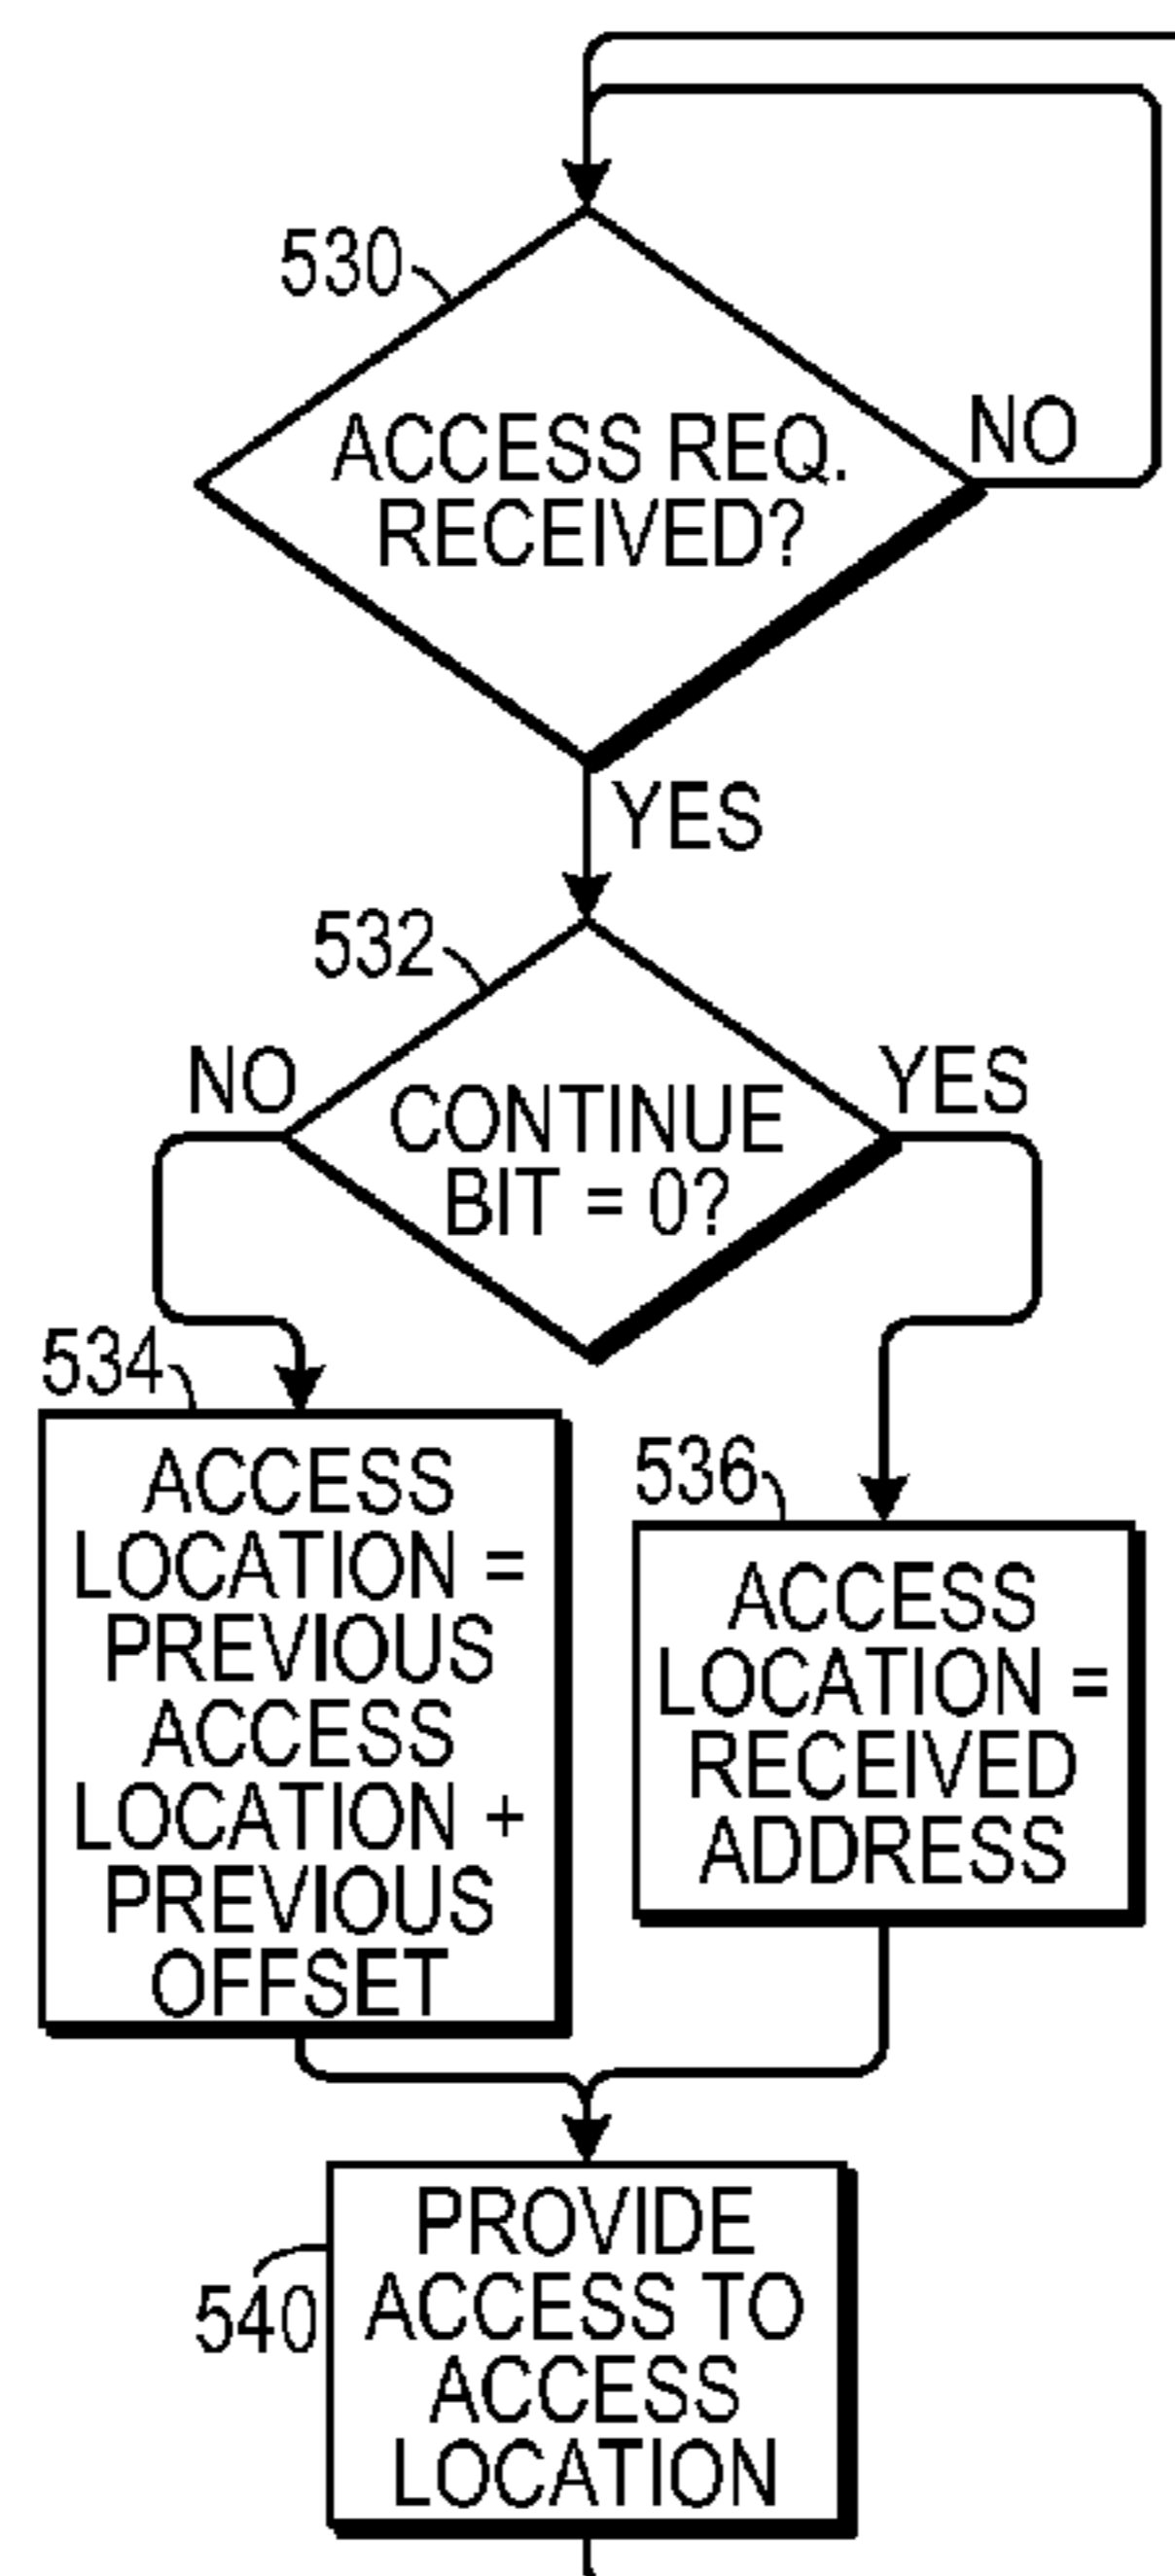 530
ACCESS REQ.
RECEIVED?
NO
YES
532
NO
YES
CONTINUE
BIT = 0?
534
ACCESS
LOCATION =
PREVIOUS
ACCESS
LOCATION +
PREVIOUS
OFFSET
536
ACCESS
LOCATION =
RECEIVED
ADDRESS
540
PROVIDE
ACCESS TO
ACCESS
LOCATION